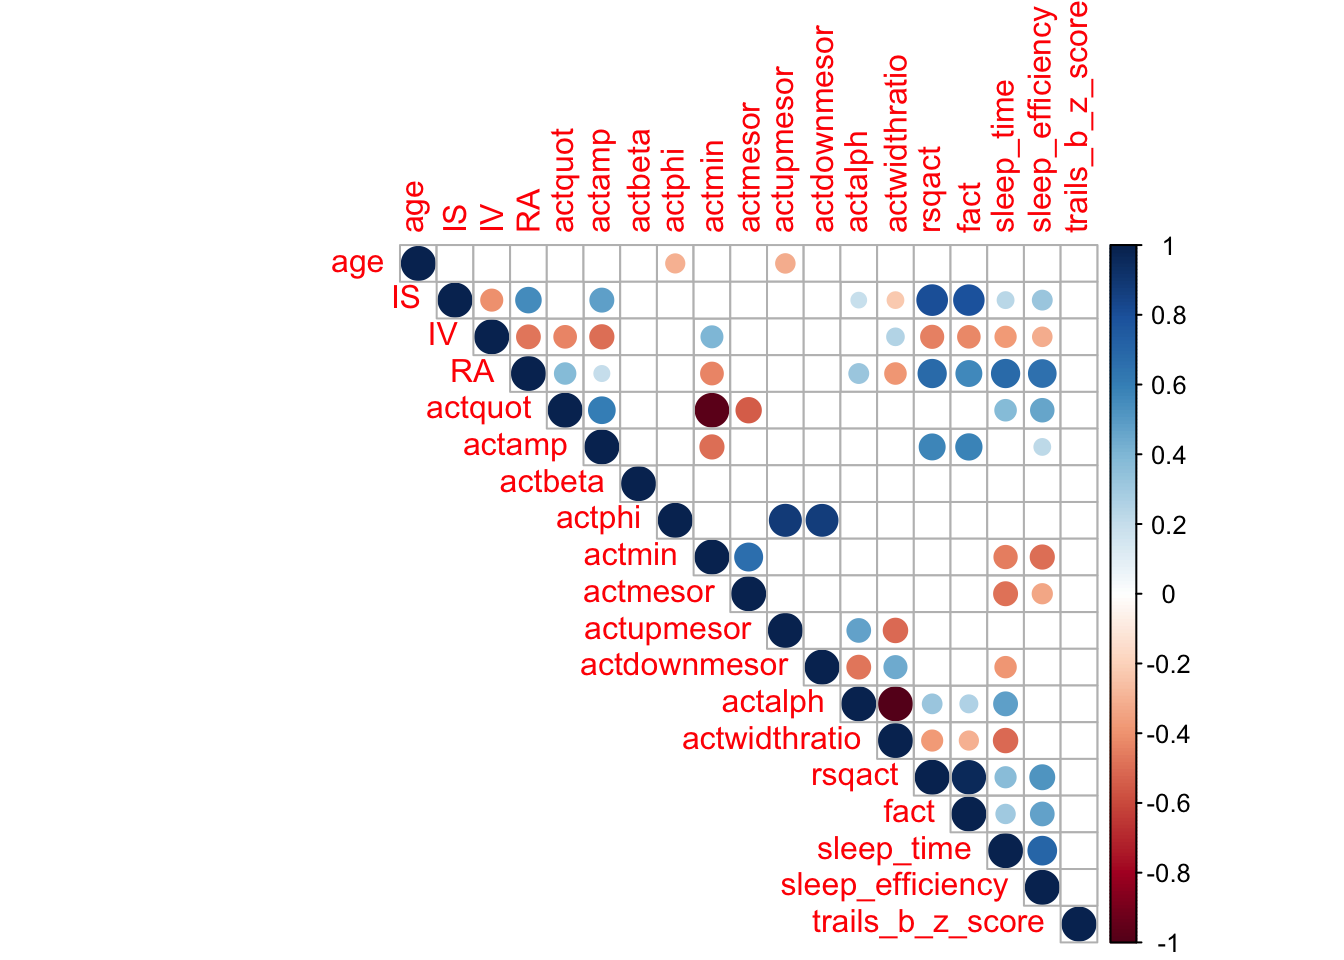 age
IS
IV
RA
actquot
actamp
actbeta
actphi
actmin
actmesor
actupmesor
actdownmesor
actalph
actwidthratio
rsqact
fact
sleep_time
sleep_efficiency
trails_b_z_score
age
IS
IV
RA
actquot
actamp
actbeta
actphi
actmin
actmesor
actupmesor
actdownmesor
actalph
actwidthratio
rsqact
fact
sleep_time
sleep_efficiency
trails_b_z_score
1
0.8
0.6
0.4
0.2
0
-0.2
-0.4
-0.6
-0.8
-1